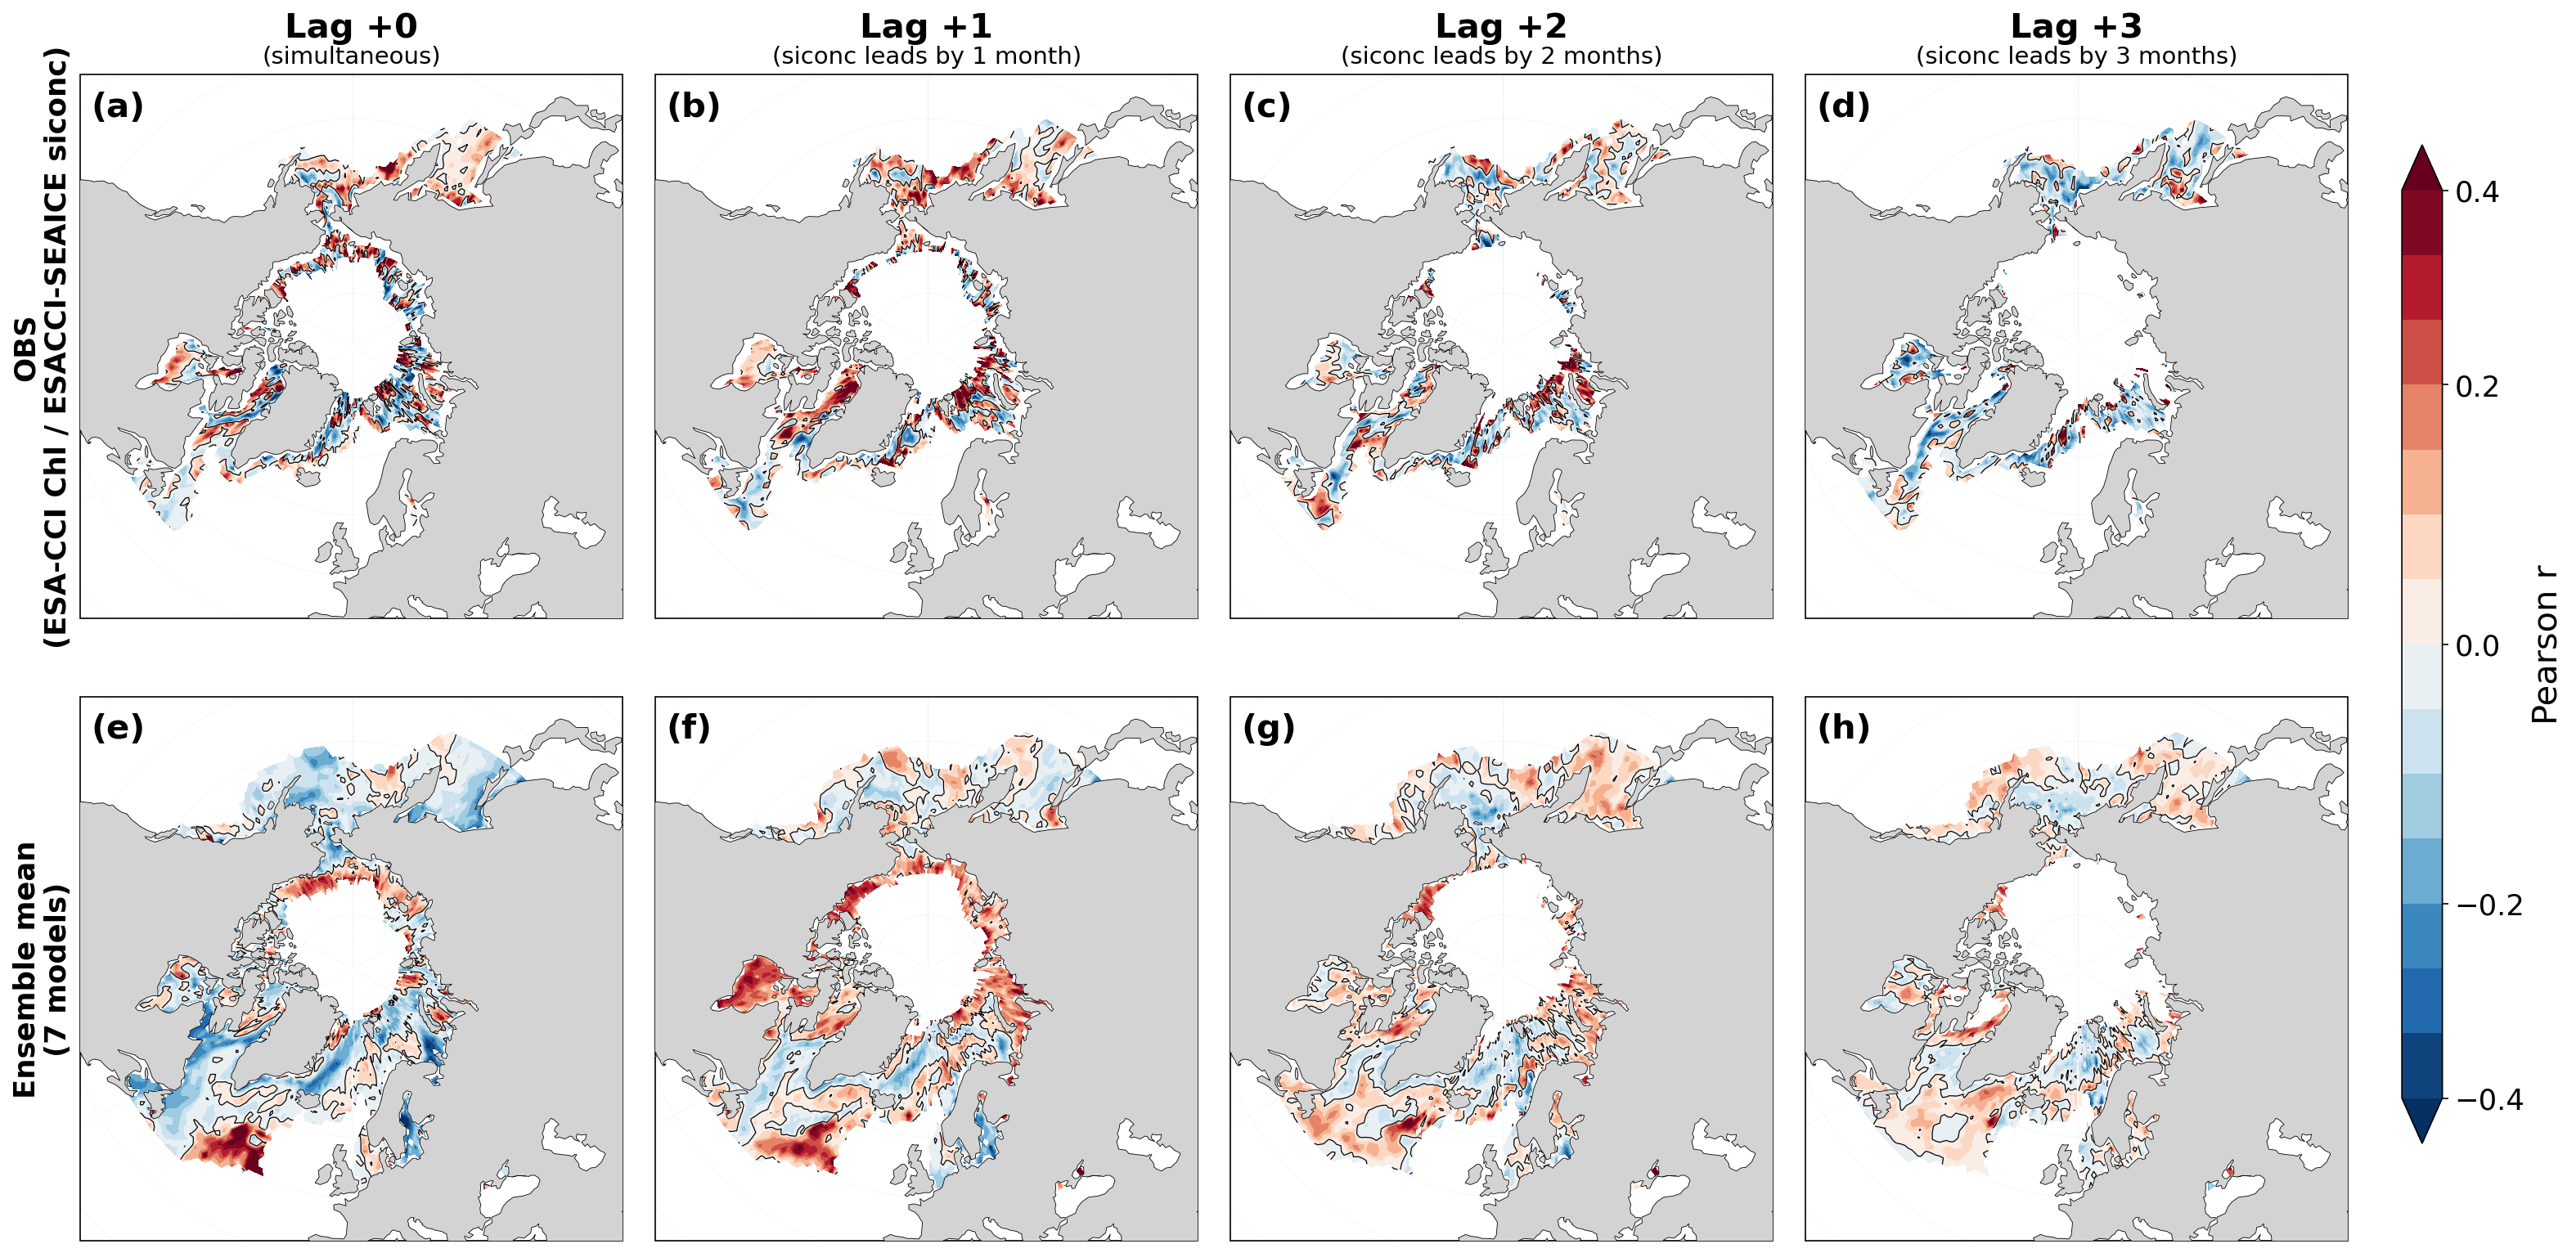 Lag +0
(simultaneous)
Lag +1
(siconc leads by 1 month)
Lag +2
(siconc leads by 2 months)
Lag +3
(siconc leads by 3 months)
OBS
(ESA-CCI Chl / ESACCI-SEAICE siconc)
(a)
(b)
(c)
(d)
Ensemble mean
(7 models)
(e)
(f)
(g)
(h)
0.4
0.2
0.0
−0.2
−0.4
Pearson r